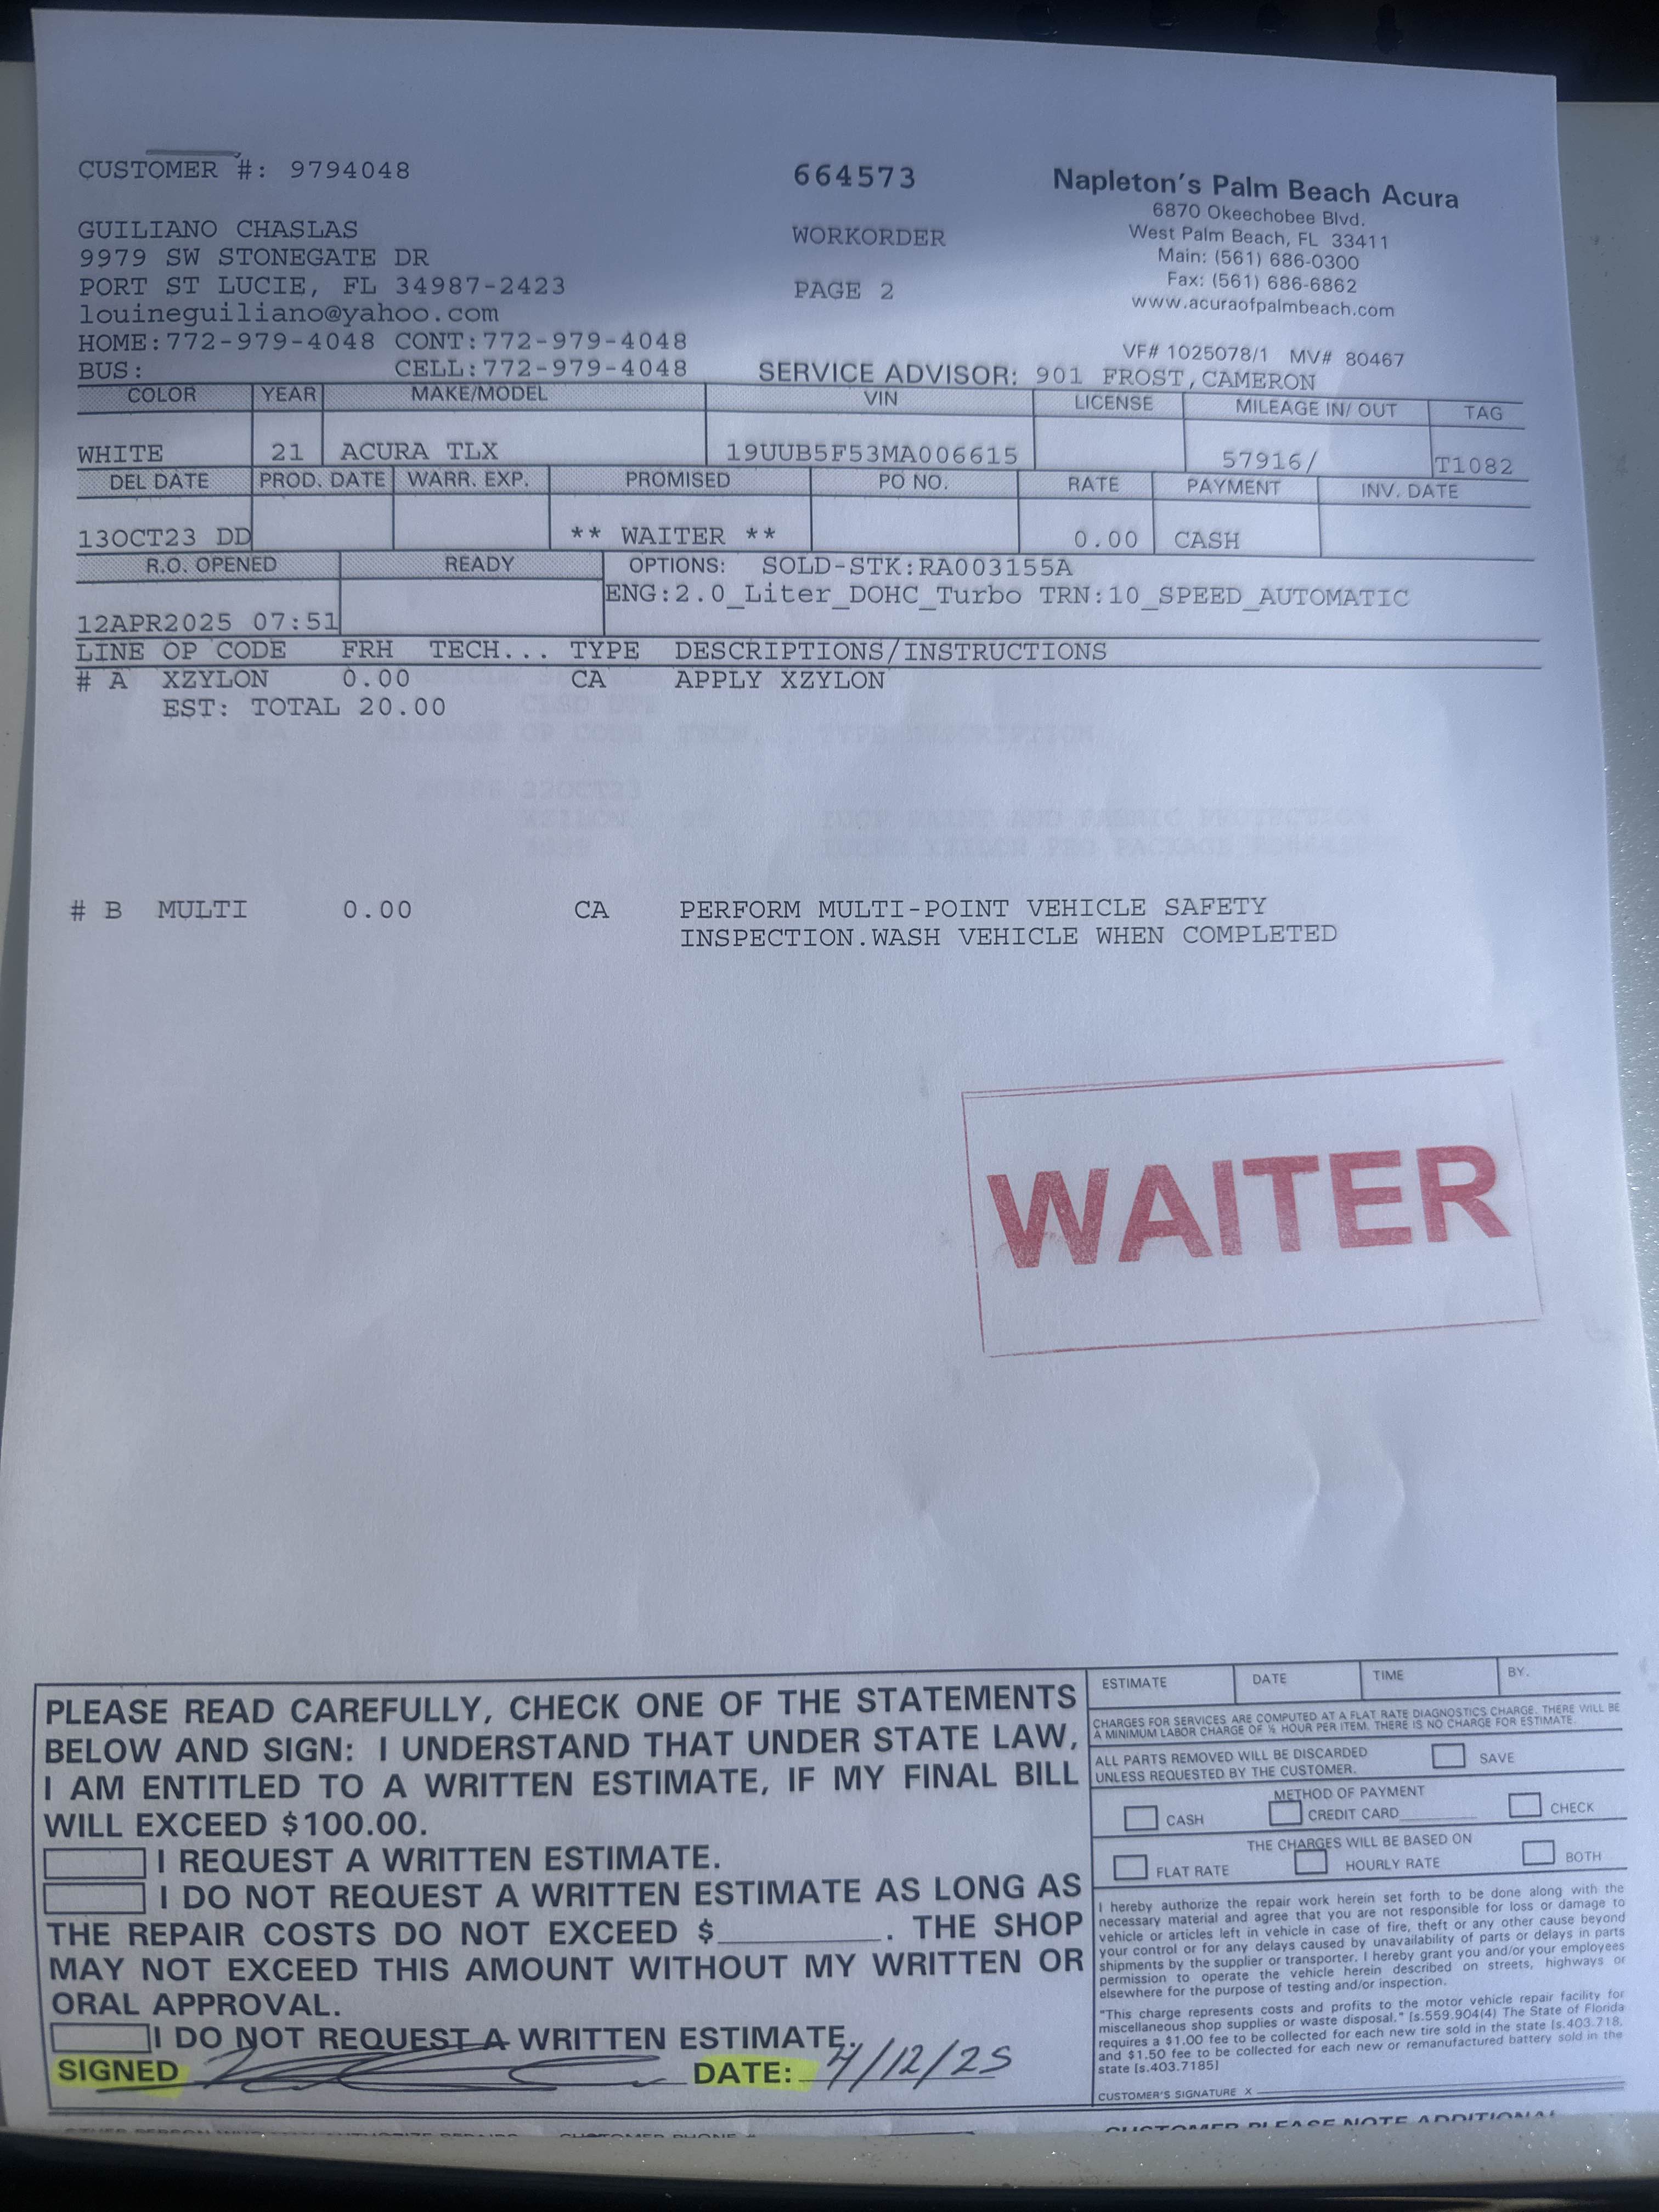 CUSTOMER #: 9794048
664573
Napleton's Palm Beach Acura
6870 Okeechobee Blvd.
West Palm Beach, FL 33411
Main: (561) 686-0300
Fax: (561) 686-6862
www.acuraofpalmbeach.com
GUILIANO CHASLAS
9979 SW STONEGATE DR
PORT ST LUCIE, FL 34987-2423
louineguiliano@yahoo.com
HOME:772-979-4048 CONT:772-979-4048
BUS: CELL:772-979-4048
WORKORDER
PAGE 2
VF# 1025078/1 MV# 80467
SERVICE ADVISOR: 901 FROST,CAMERON
COLOR YEAR MAKE/MODEL VIN LICENSE MILEAGE IN/OUT TAG
WHITE 21 ACURA TLX 19UUB5F53MA006615 57916/ T1082
DEL DATE PROD. DATE WARR. EXP. PROMISED PO NO. RATE PAYMENT INV. DATE
13OCT23 DD ** WAITER ** 0.00 CASH
R.O. OPENED READY OPTIONS: SOLD-STK:RA003155A
ENG:2.0_Liter_DOHC_Turbo TRN:10_SPEED_AUTOMATIC
12APR2025 07:51
LINE OP CODE FRH TECH... TYPE DESCRIPTIONS/INSTRUCTIONS
# A XZYLON 0.00 CA APPLY XZYLON
EST: TOTAL 20.00
# B MULTI 0.00 CA PERFORM MULTI-POINT VEHICLE SAFETY
INSPECTION.WASH VEHICLE WHEN COMPLETED
WAITER
PLEASE READ CAREFULLY, CHECK ONE OF THE STATEMENTS
BELOW AND SIGN: I UNDERSTAND THAT UNDER STATE LAW,
I AM ENTITLED TO A WRITTEN ESTIMATE, IF MY FINAL BILL
WILL EXCEED $100.00.
I REQUEST A WRITTEN ESTIMATE.
I DO NOT REQUEST A WRITTEN ESTIMATE AS LONG AS
THE REPAIR COSTS DO NOT EXCEED $__________. THE SHOP
MAY NOT EXCEED THIS AMOUNT WITHOUT MY WRITTEN OR
ORAL APPROVAL.
I DO NOT REQUEST A WRITTEN ESTIMATE.
SIGNED DATE: 4/12/25
ESTIMATE DATE TIME BY.
CHARGES FOR SERVICES ARE COMPUTED AT A FLAT RATE DIAGNOSTICS CHARGE. THERE WILL BE
A MINIMUM LABOR CHARGE OF ½ HOUR PER ITEM. THERE IS NO CHARGE FOR ESTIMATE.
ALL PARTS REMOVED WILL BE DISCARDED
UNLESS REQUESTED BY THE CUSTOMER. SAVE
METHOD OF PAYMENT
CASH CREDIT CARD________ CHECK
THE CHARGES WILL BE BASED ON
FLAT RATE HOURLY RATE BOTH
I hereby authorize the repair work herein set forth to be done along with the
necessary material and agree that you are not responsible for loss or damage to
vehicle or articles left in vehicle in case of fire, theft or any other cause beyond
your control or for any delays caused by unavailability of parts or delays in parts
shipments by the supplier or transporter. I hereby grant you and/or your employees
permission to operate the vehicle herein described on streets, highways or
elsewhere for the purpose of testing and/or inspection.
"This charge represents costs and profits to the motor vehicle repair facility for
miscellaneous shop supplies or waste disposal." [s.559.904(4) The State of Florida
requires a $1.00 fee to be collected for each new tire sold in the state [s.403.718,
and $1.50 fee to be collected for each new or remanufactured battery sold in the
state [s.403.7185]
CUSTOMER'S SIGNATURE X
CUSTOMER PLEASE NOTE ADDITIONAL